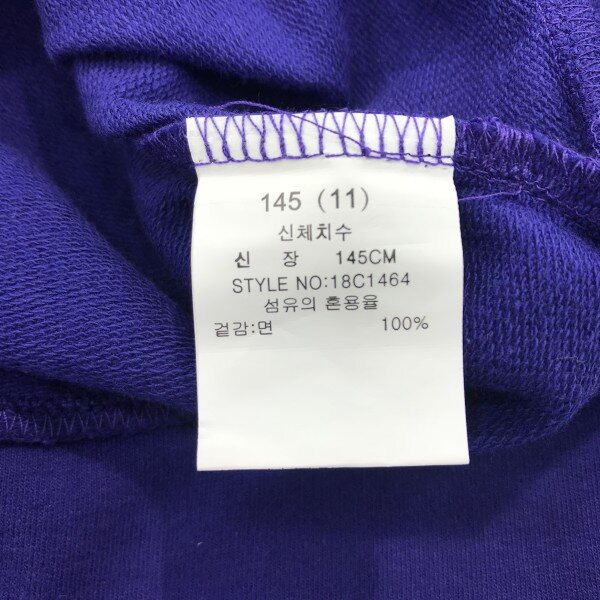 145 (11)
신체치수
신 장 145CM
STYLE NO:18C1464
섬유의 혼용율
겉감:면 100%